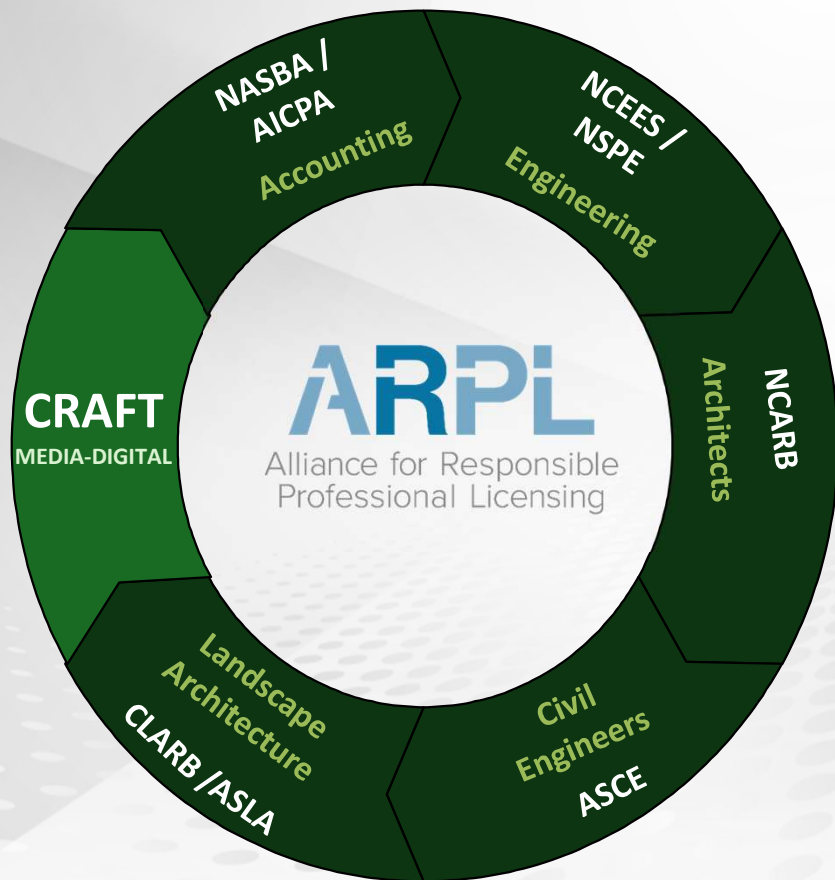 NASBA /
AICPA
Accounting
NCEES /
NSPE
Engineering
NCARB
Architects
Civil
Engineers
ASCE
Landscape
Architecture
CLARB /ASLA
CRAFT
MEDIA-DIGITAL
ARPL
Alliance for Responsible
Professional Licensing